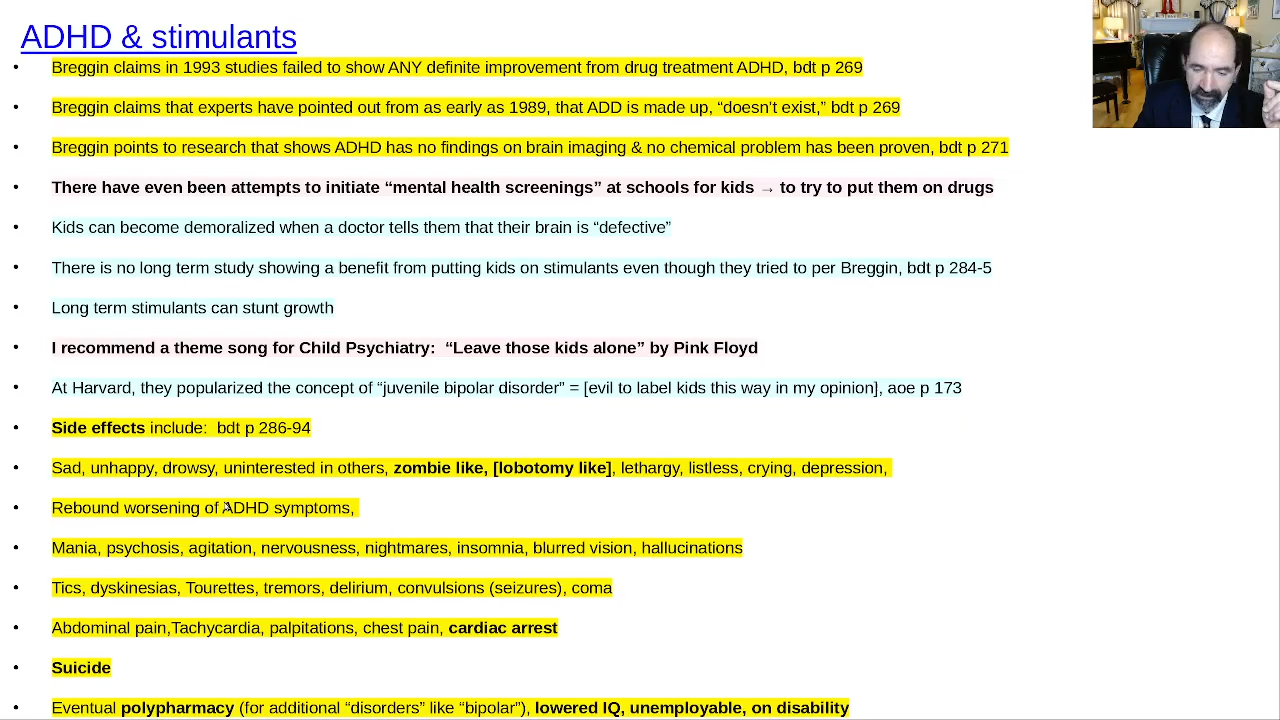 ADHD & stimulants
• Breggin claims in 1993 studies failed to show ANY definite improvement from drug treatment ADHD, bdt p 269
• Breggin claims that experts have pointed out from as early as 1989, that ADD is made up, “doesn’t exist,” bdt p 269
• Breggin points to research that shows ADHD has no findings on brain imaging & no chemical problem has been proven, bdt p 271
• There have even been attempts to initiate “mental health screenings” at schools for kids → to try to put them on drugs
• Kids can become demoralized when a doctor tells them that their brain is “defective”
• There is no long term study showing a benefit from putting kids on stimulants even though they tried to per Breggin, bdt p 284-5
• Long term stimulants can stunt growth
• I recommend a theme song for Child Psychiatry: “Leave those kids alone” by Pink Floyd
• At Harvard, they popularized the concept of “juvenile bipolar disorder” = [evil to label kids this way in my opinion], aoe p 173
• Side effects include: bdt p 286-94
• Sad, unhappy, drowsy, uninterested in others, zombie like, [lobotomy like], lethargy, listless, crying, depression,
• Rebound worsening of ADHD symptoms,
• Mania, psychosis, agitation, nervousness, nightmares, insomnia, blurred vision, hallucinations
• Tics, dyskinesias, Tourettes, tremors, delirium, convulsions (seizures), coma
• Abdominal pain,Tachycardia, palpitations, chest pain, cardiac arrest
• Suicide
• Eventual polypharmacy (for additional “disorders” like “bipolar”), lowered IQ, unemployable, on disability